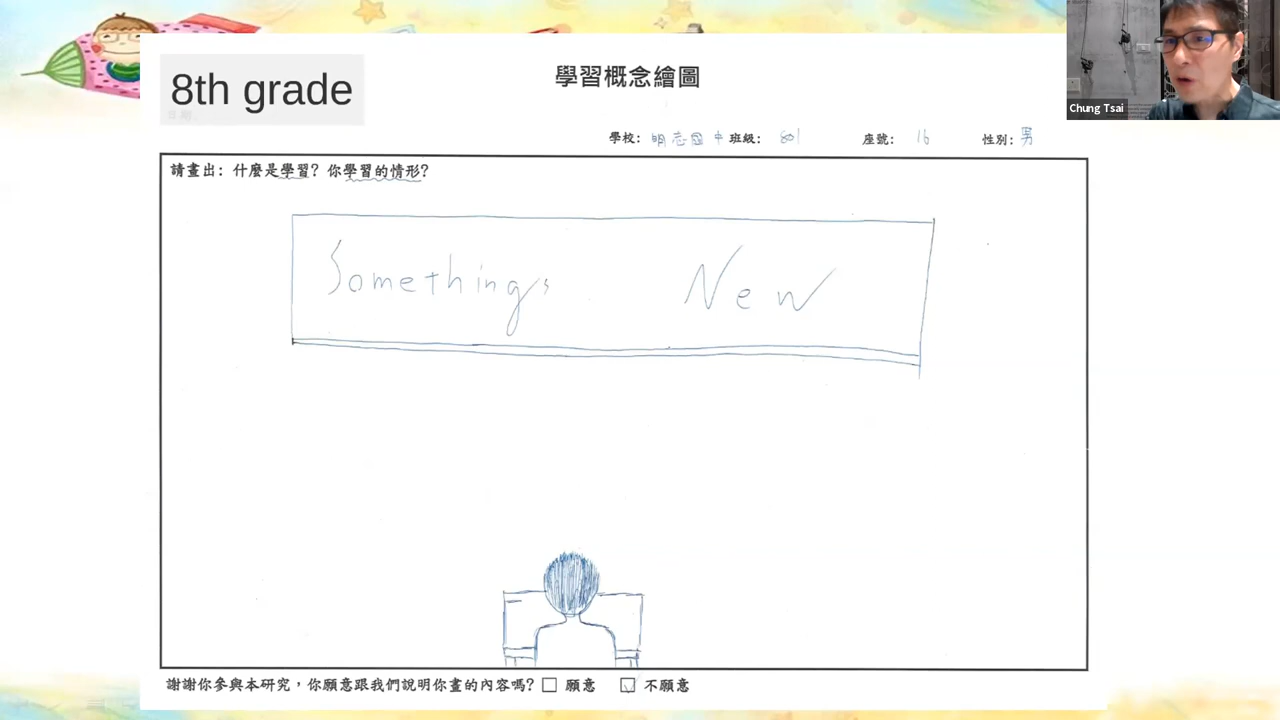 8th grade
學習概念繪圖
Chung Tsai
學校： 明志國中 班級： 801 座號： 16 性別： 男
請畫出：什麼是學習？你學習的情形？
Somethings New
謝謝你參與本研究，你願意跟我們說明你畫的內容嗎？ □ 願意 ☑ 不願意